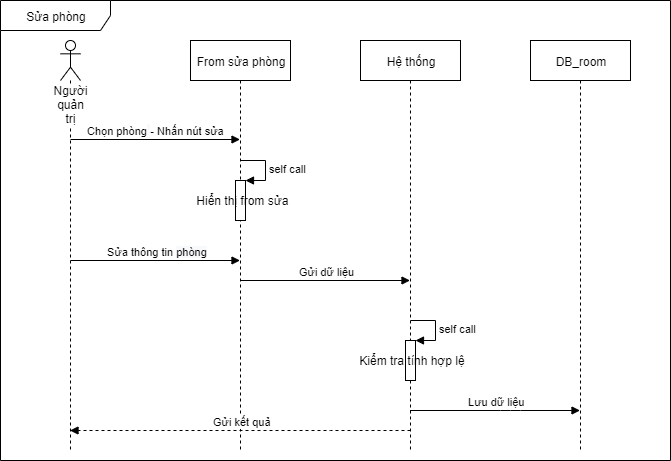 Sửa phòng
From sửa phòng
Hệ thống
DB_room
Người
quản
trị
Chọn phòng - Nhấn nút sửa
self call
Hiển thị from sửa
Sửa thông tin phòng
Gửi dữ liệu
self call
Kiểm tra tính hợp lệ
Lưu dữ liệu
Gửi kết quả